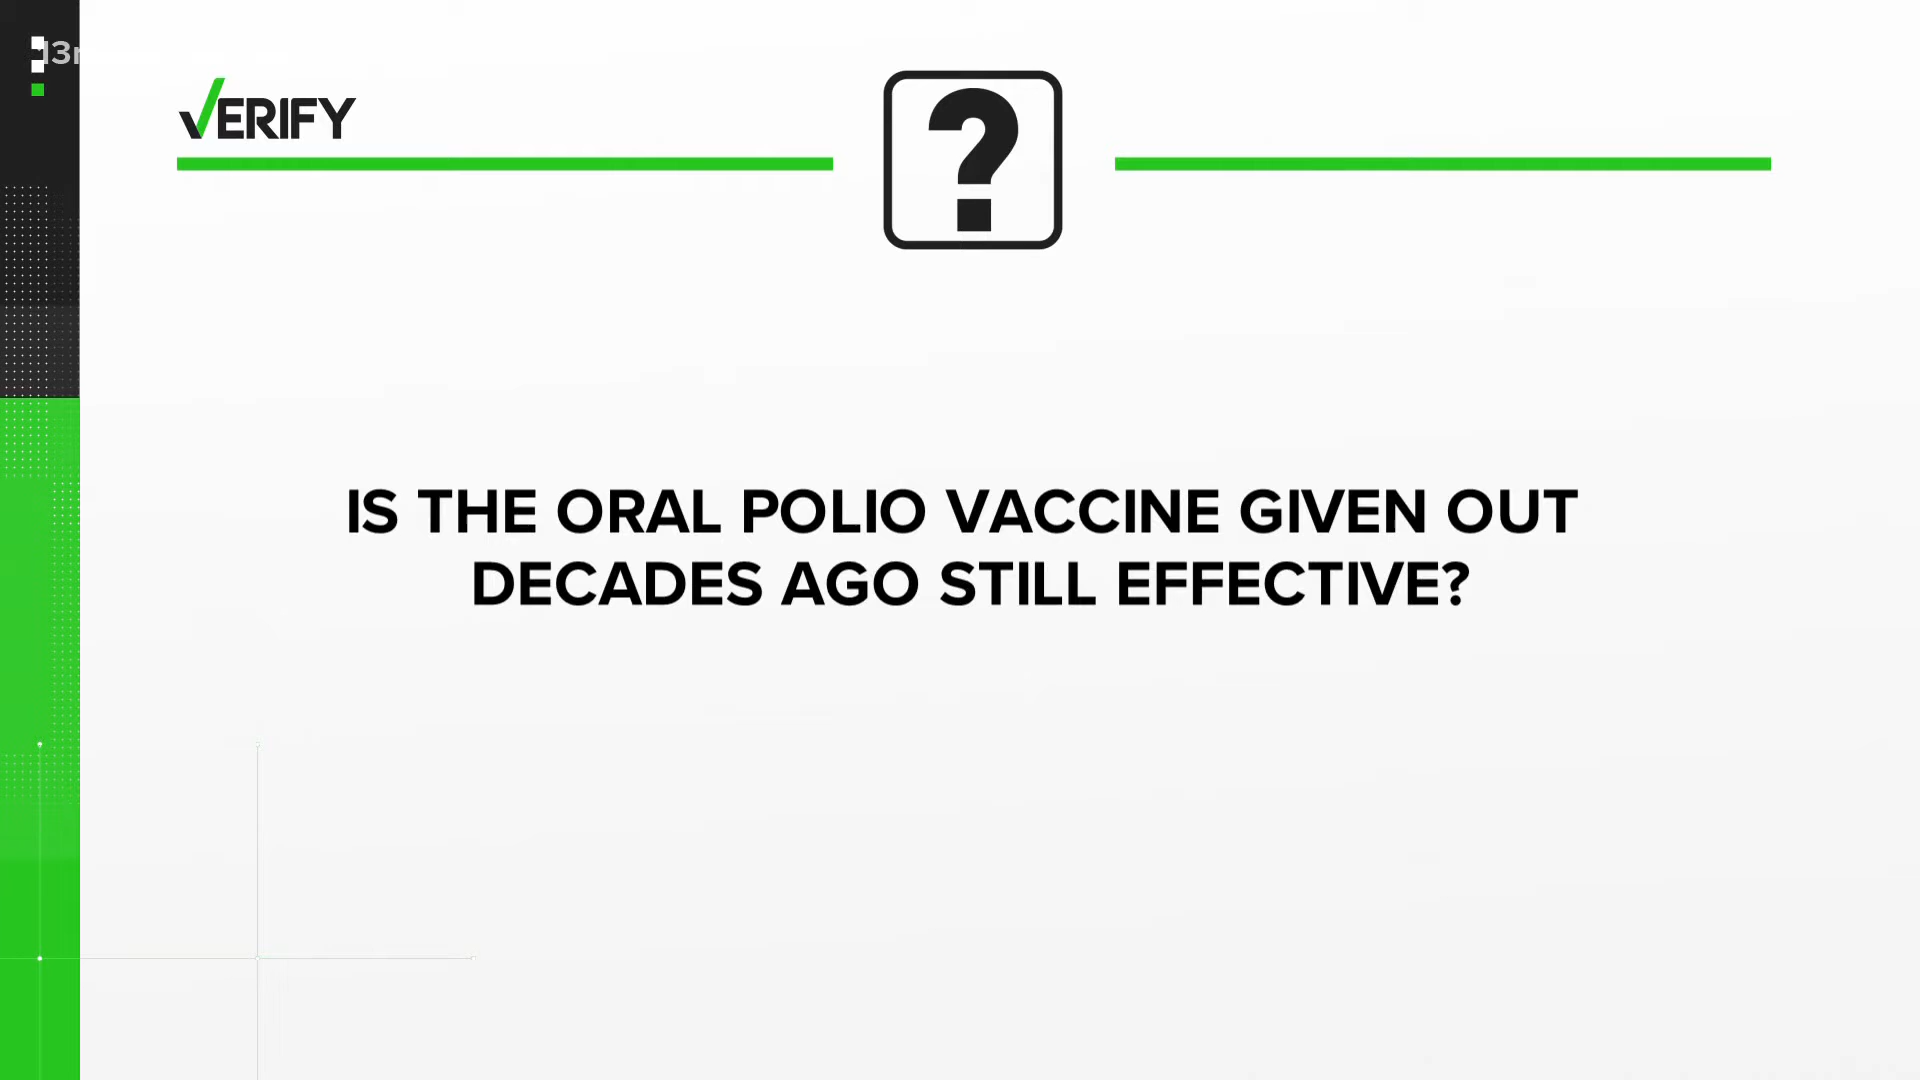 VERIFY
?
IS THE ORAL POLIO VACCINE GIVEN OUT
DECADES AGO STILL EFFECTIVE?